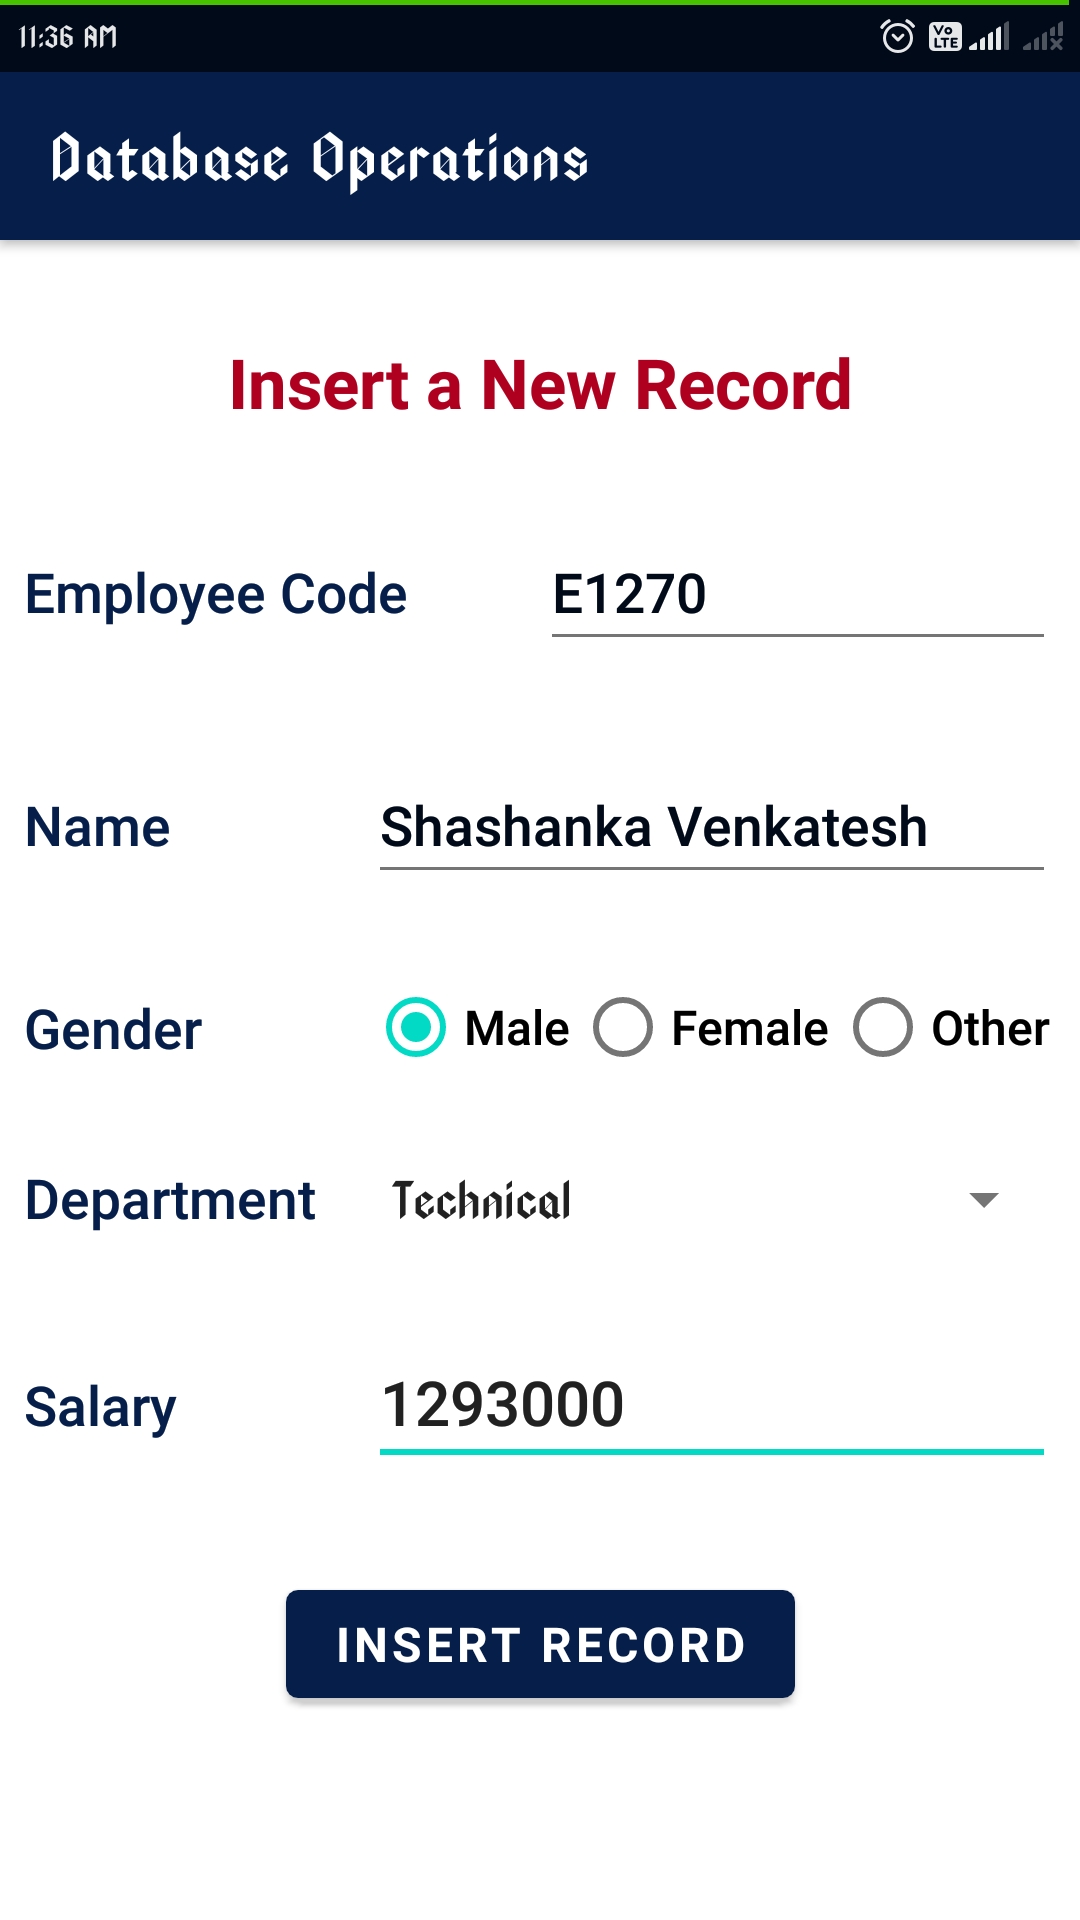 11:36 AM
Vo LTE
Database Operations
Insert a New Record
Employee Code E1270
Name Shashanka Venkatesh
Gender Male Female Other
Department Technical
Salary 1293000
INSERT RECORD